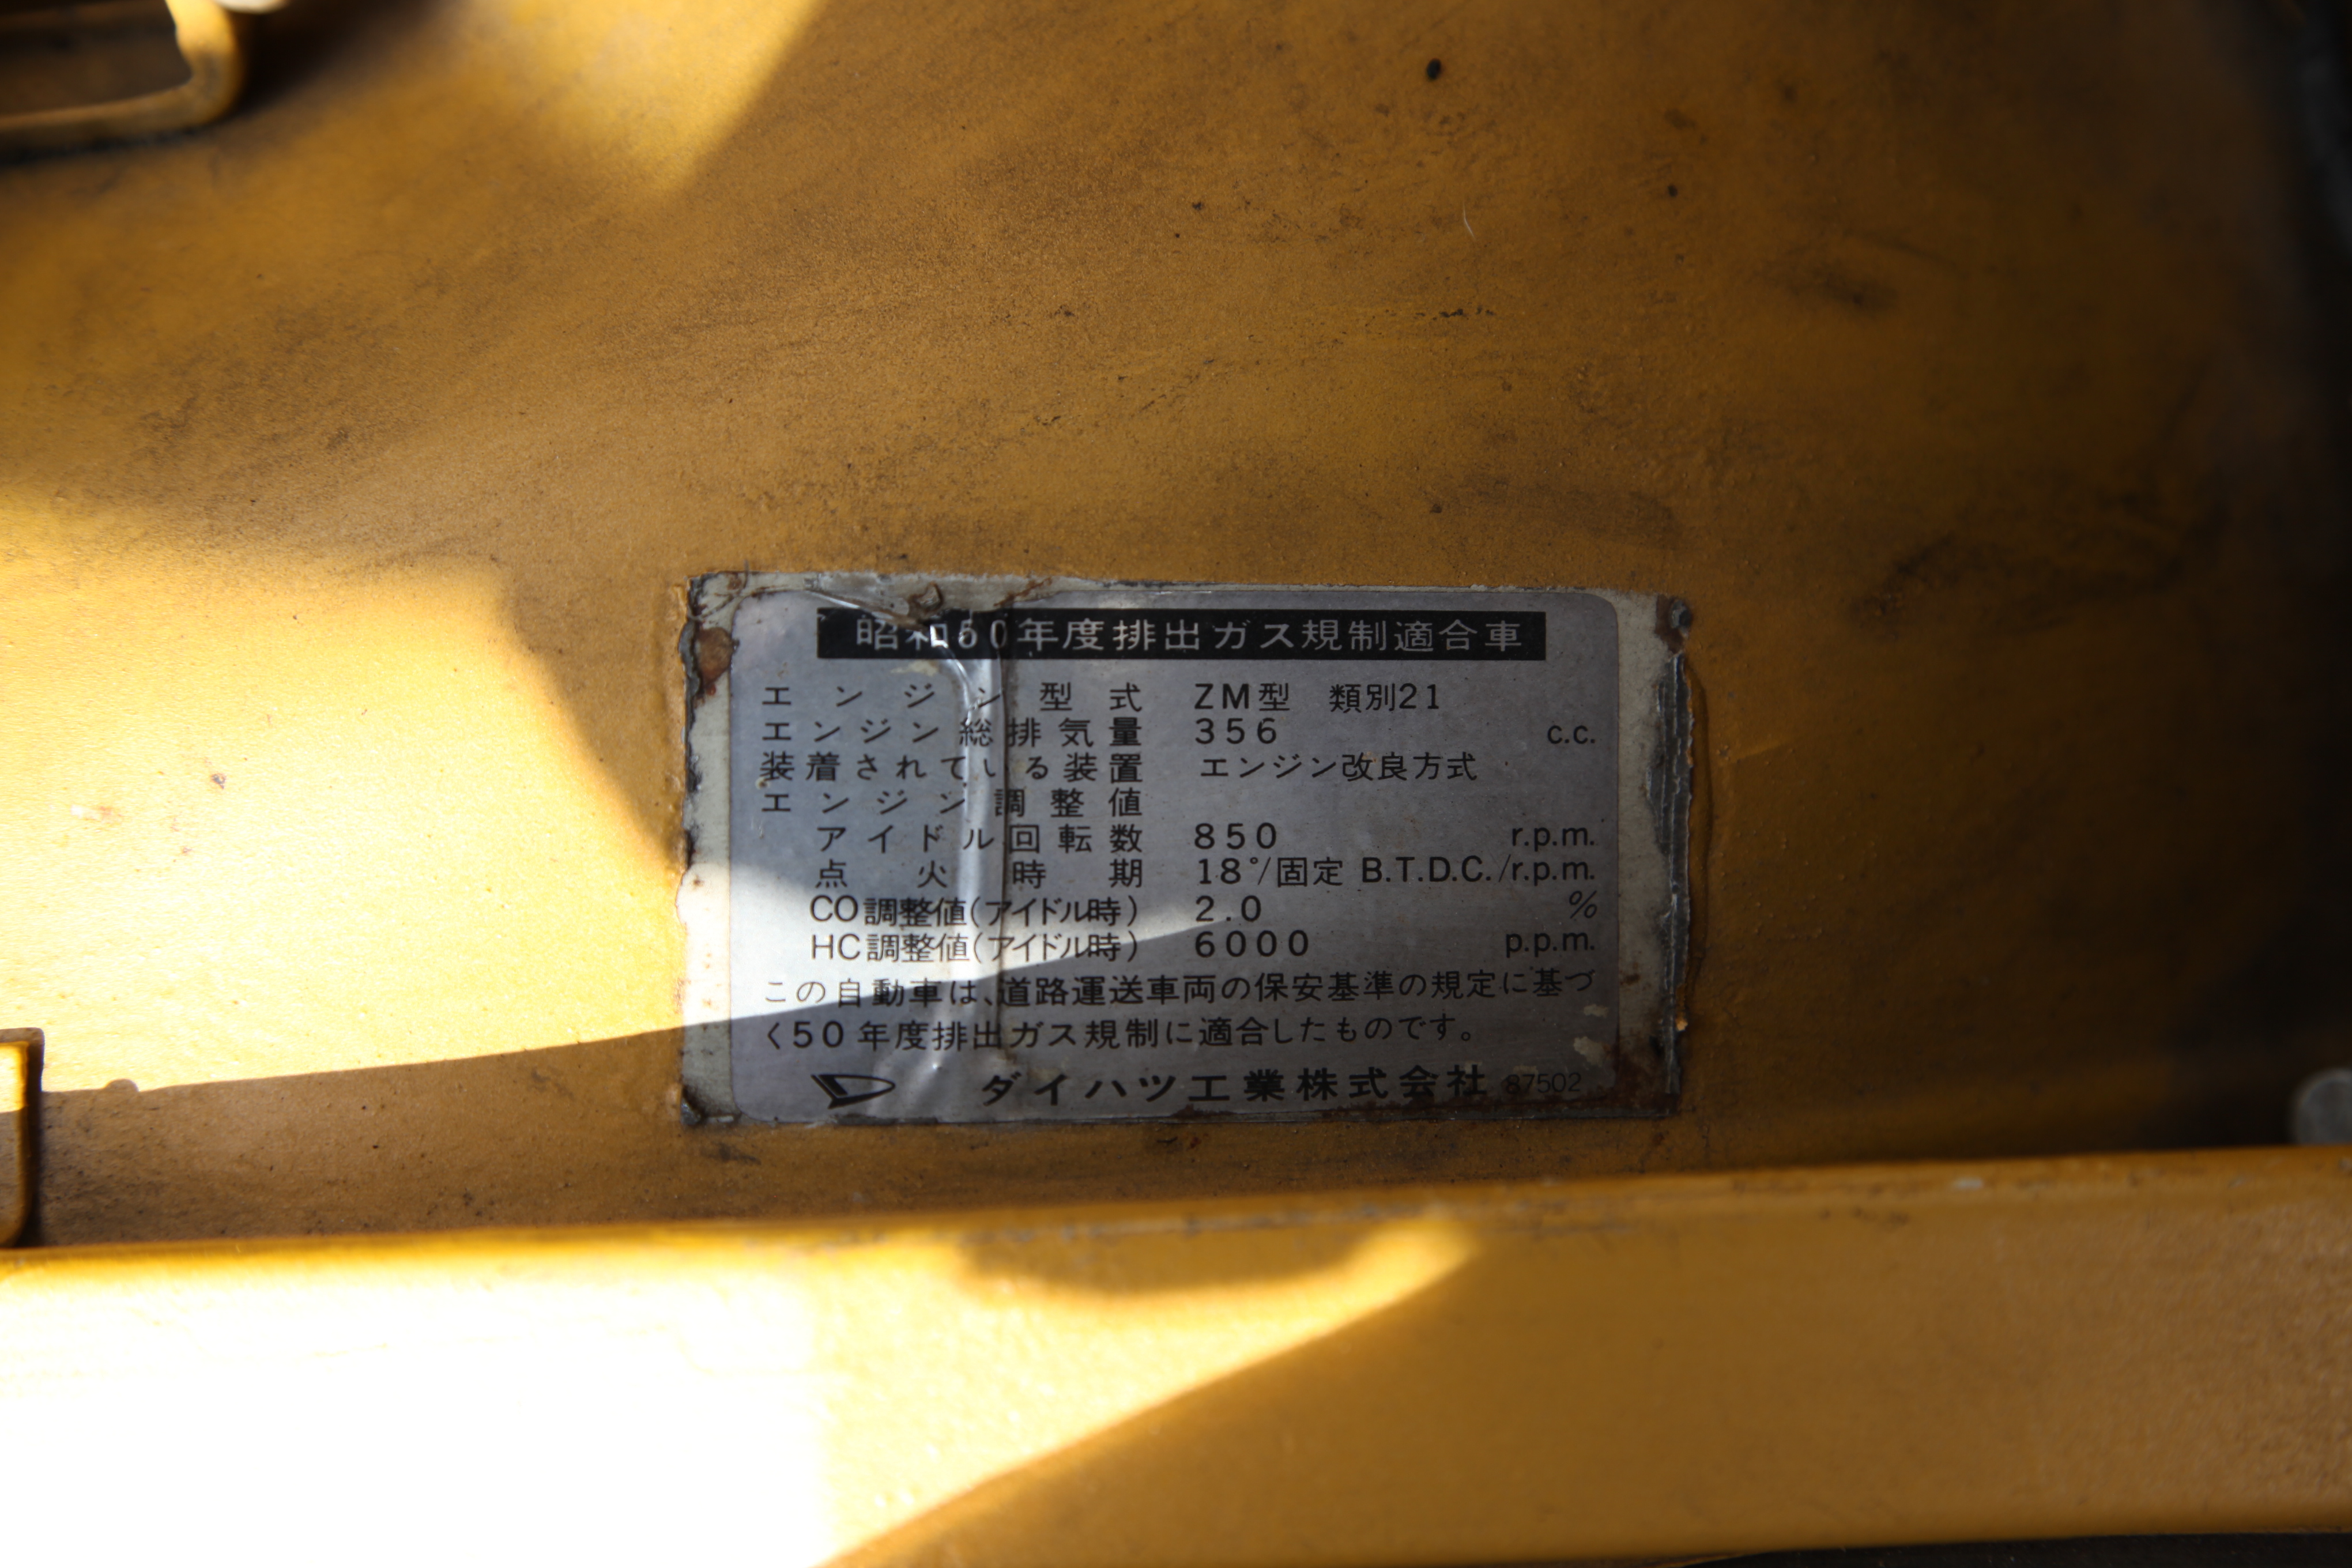 昭和50年度排出ガス規制適合車
エンジン型式 ZM型 類別21
エンジン総排気量 356 c.c.
装着されている装置 エンジン改良方式
エンジン調整値
アイドル回転数 850 r.p.m.
点火時期 18°/固定 B.T.D.C./r.p.m.
CO調整値(アイドル時) 2.0 %
HC調整値(アイドル時) 6000 p.p.m.
この自動車は、道路運送車両の保安基準の規定に基づ
く50年度排出ガス規制に適合したものです。
ダイハツ工業株式会社 87502